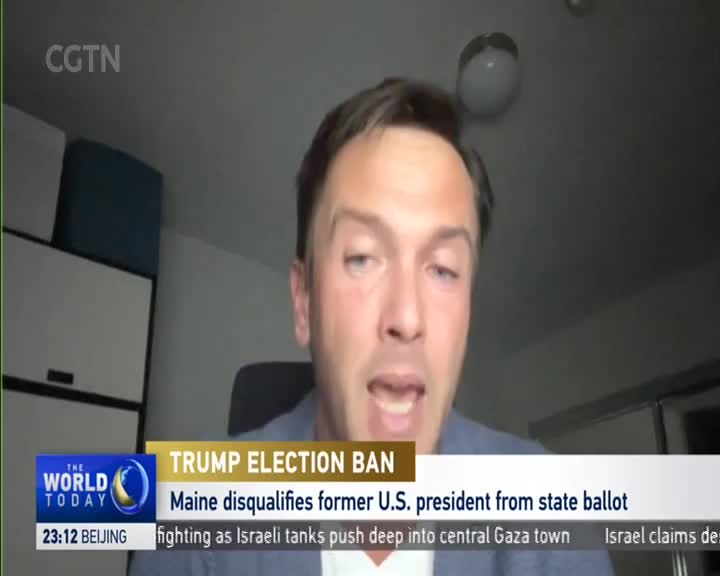 CGTN
TRUMP ELECTION BAN
THE
WORLD
TODAY
Maine disqualifies former U.S. president from state ballot
23:12 BEIJING
fighting as Israeli tanks push deep into central Gaza town Israel claims des